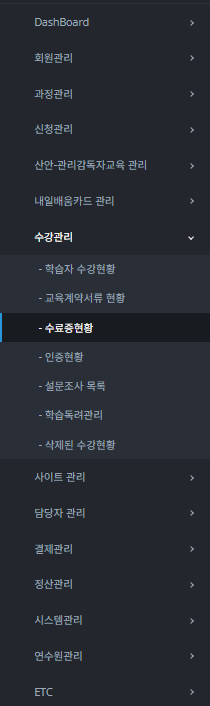 DashBoard
회원관리
과정관리
신청관리
산안-관리감독자교육 관리
내일배움카드 관리
수강관리
- 학습자 수강현황
- 교육계약서류 현황
- 수료증현황
- 인증현황
- 설문조사 목록
- 학습독려관리
- 삭제된 수강현황
사이트 관리
담당자 관리
결제관리
정산관리
시스템관리
연수원관리
ETC